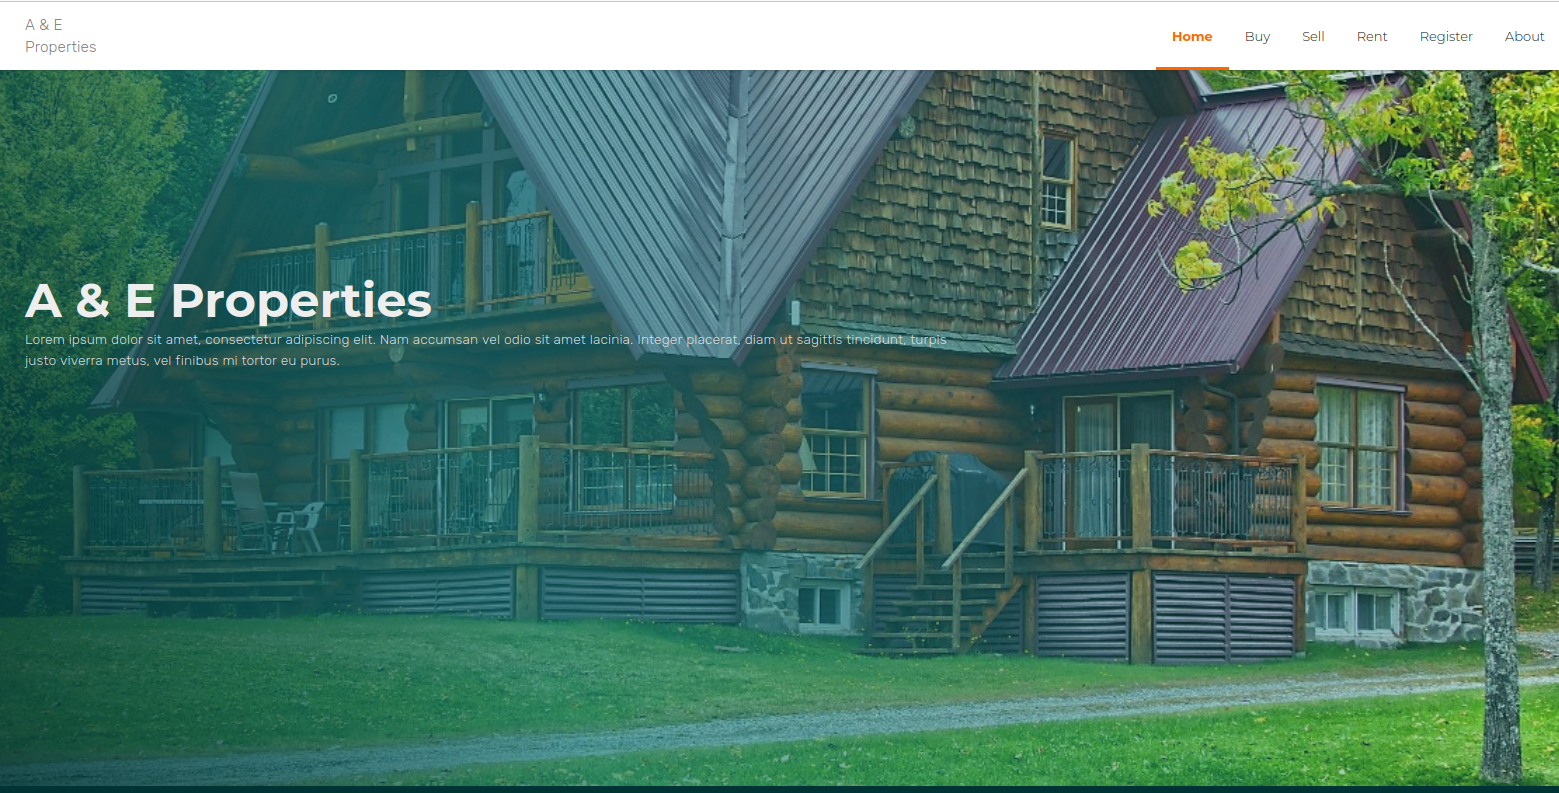 A & E
Properties
Home Buy Sell Rent Register About
A & E Properties
Lorem ipsum dolor sit amet, consectetur adipiscing elit. Nam accumsan vel odio sit amet lacinia. Integer placerat, diam ut sagittis tincidunt, turpis
justo viverra metus, vel finibus mi tortor eu purus.